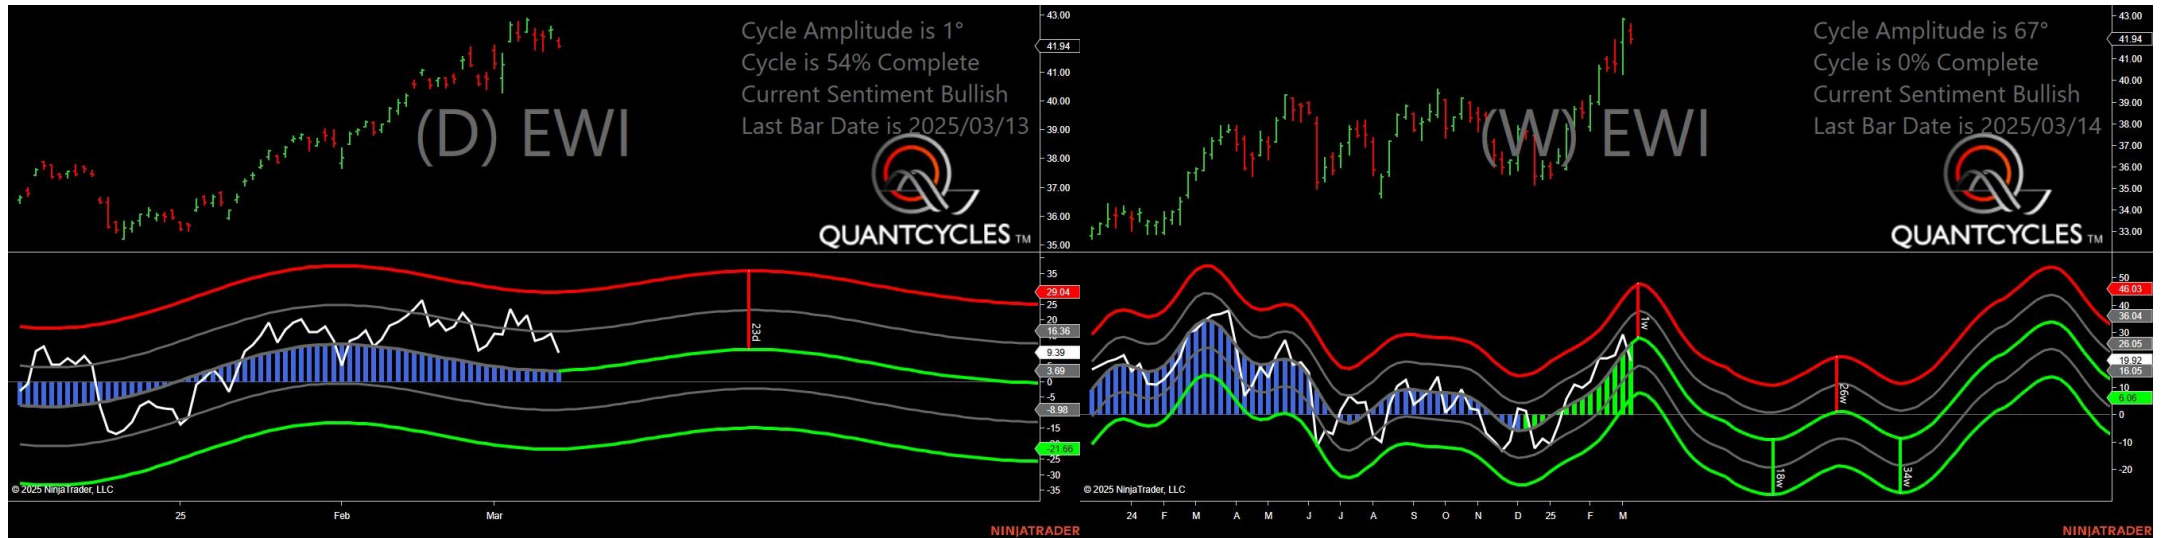 Cycle Amplitude is 1°
Cycle is 54% Complete
Current Sentiment Bullish
Last Bar Date is 2025/03/13
(D) EWI
QUANTCYCLES TM
43.00
41.94
41.00
40.00
39.00
38.00
37.00
36.00
35.00
35
29.04
25
20
16.36
9.39
3.69
0
-5
-8.98
-15
-21.66
-25
-30
-35
23d
© 2025 NinjaTrader, LLC
25 Feb Mar
NINJATRADER
Cycle Amplitude is 67°
Cycle is 0% Complete
Current Sentiment Bullish
Last Bar Date is 2025/03/14
(W) EWI
QUANTCYCLES TM
43.00
41.94
41.00
40.00
39.00
38.00
37.00
36.00
35.00
34.00
33.00
50
46.03
40
36.04
30
26.05
19.92
16.05
10
6.06
0
-10
-20
1w
26w
18w
34w
© 2025 NinjaTrader, LLC
24 F M A M J J A S O N D 25 F M
NINJATRADER